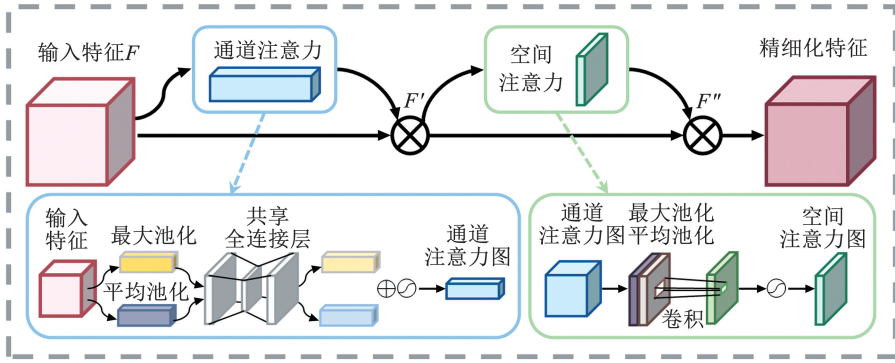 输入特征F
通道注意力
F′
空间
注意力
F″
精细化特征
输入
特征
最大池化
平均池化
共享
全连接层
通道
注意力图
通道
注意力图
最大池化
平均池化
卷积
空间
注意力图